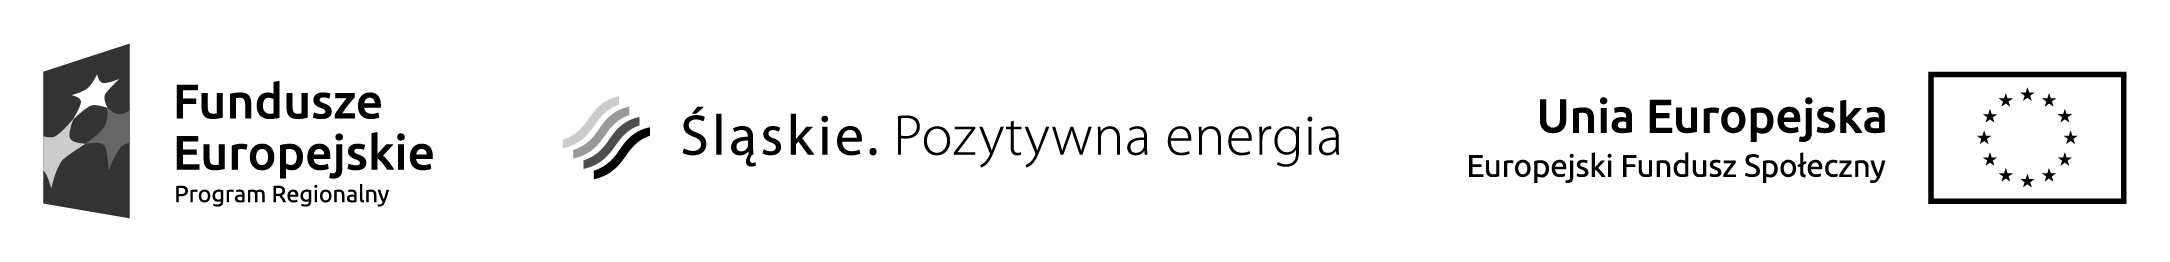 Fundusze
Europejskie
Program Regionalny
Śląskie. Pozytywna energia
Unia Europejska
Europejski Fundusz Społeczny